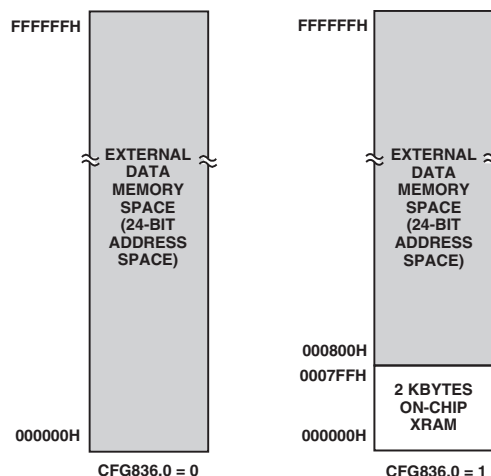 FFFFFFH
EXTERNAL
DATA
MEMORY
SPACE
(24-BIT
ADDRESS
SPACE)
000000H
CFG836.0 = 0
FFFFFFH
EXTERNAL
DATA
MEMORY
SPACE
(24-BIT
ADDRESS
SPACE)
000800H
0007FFH
2 KBYTES
ON-CHIP
XRAM
000000H
CFG836.0 = 1